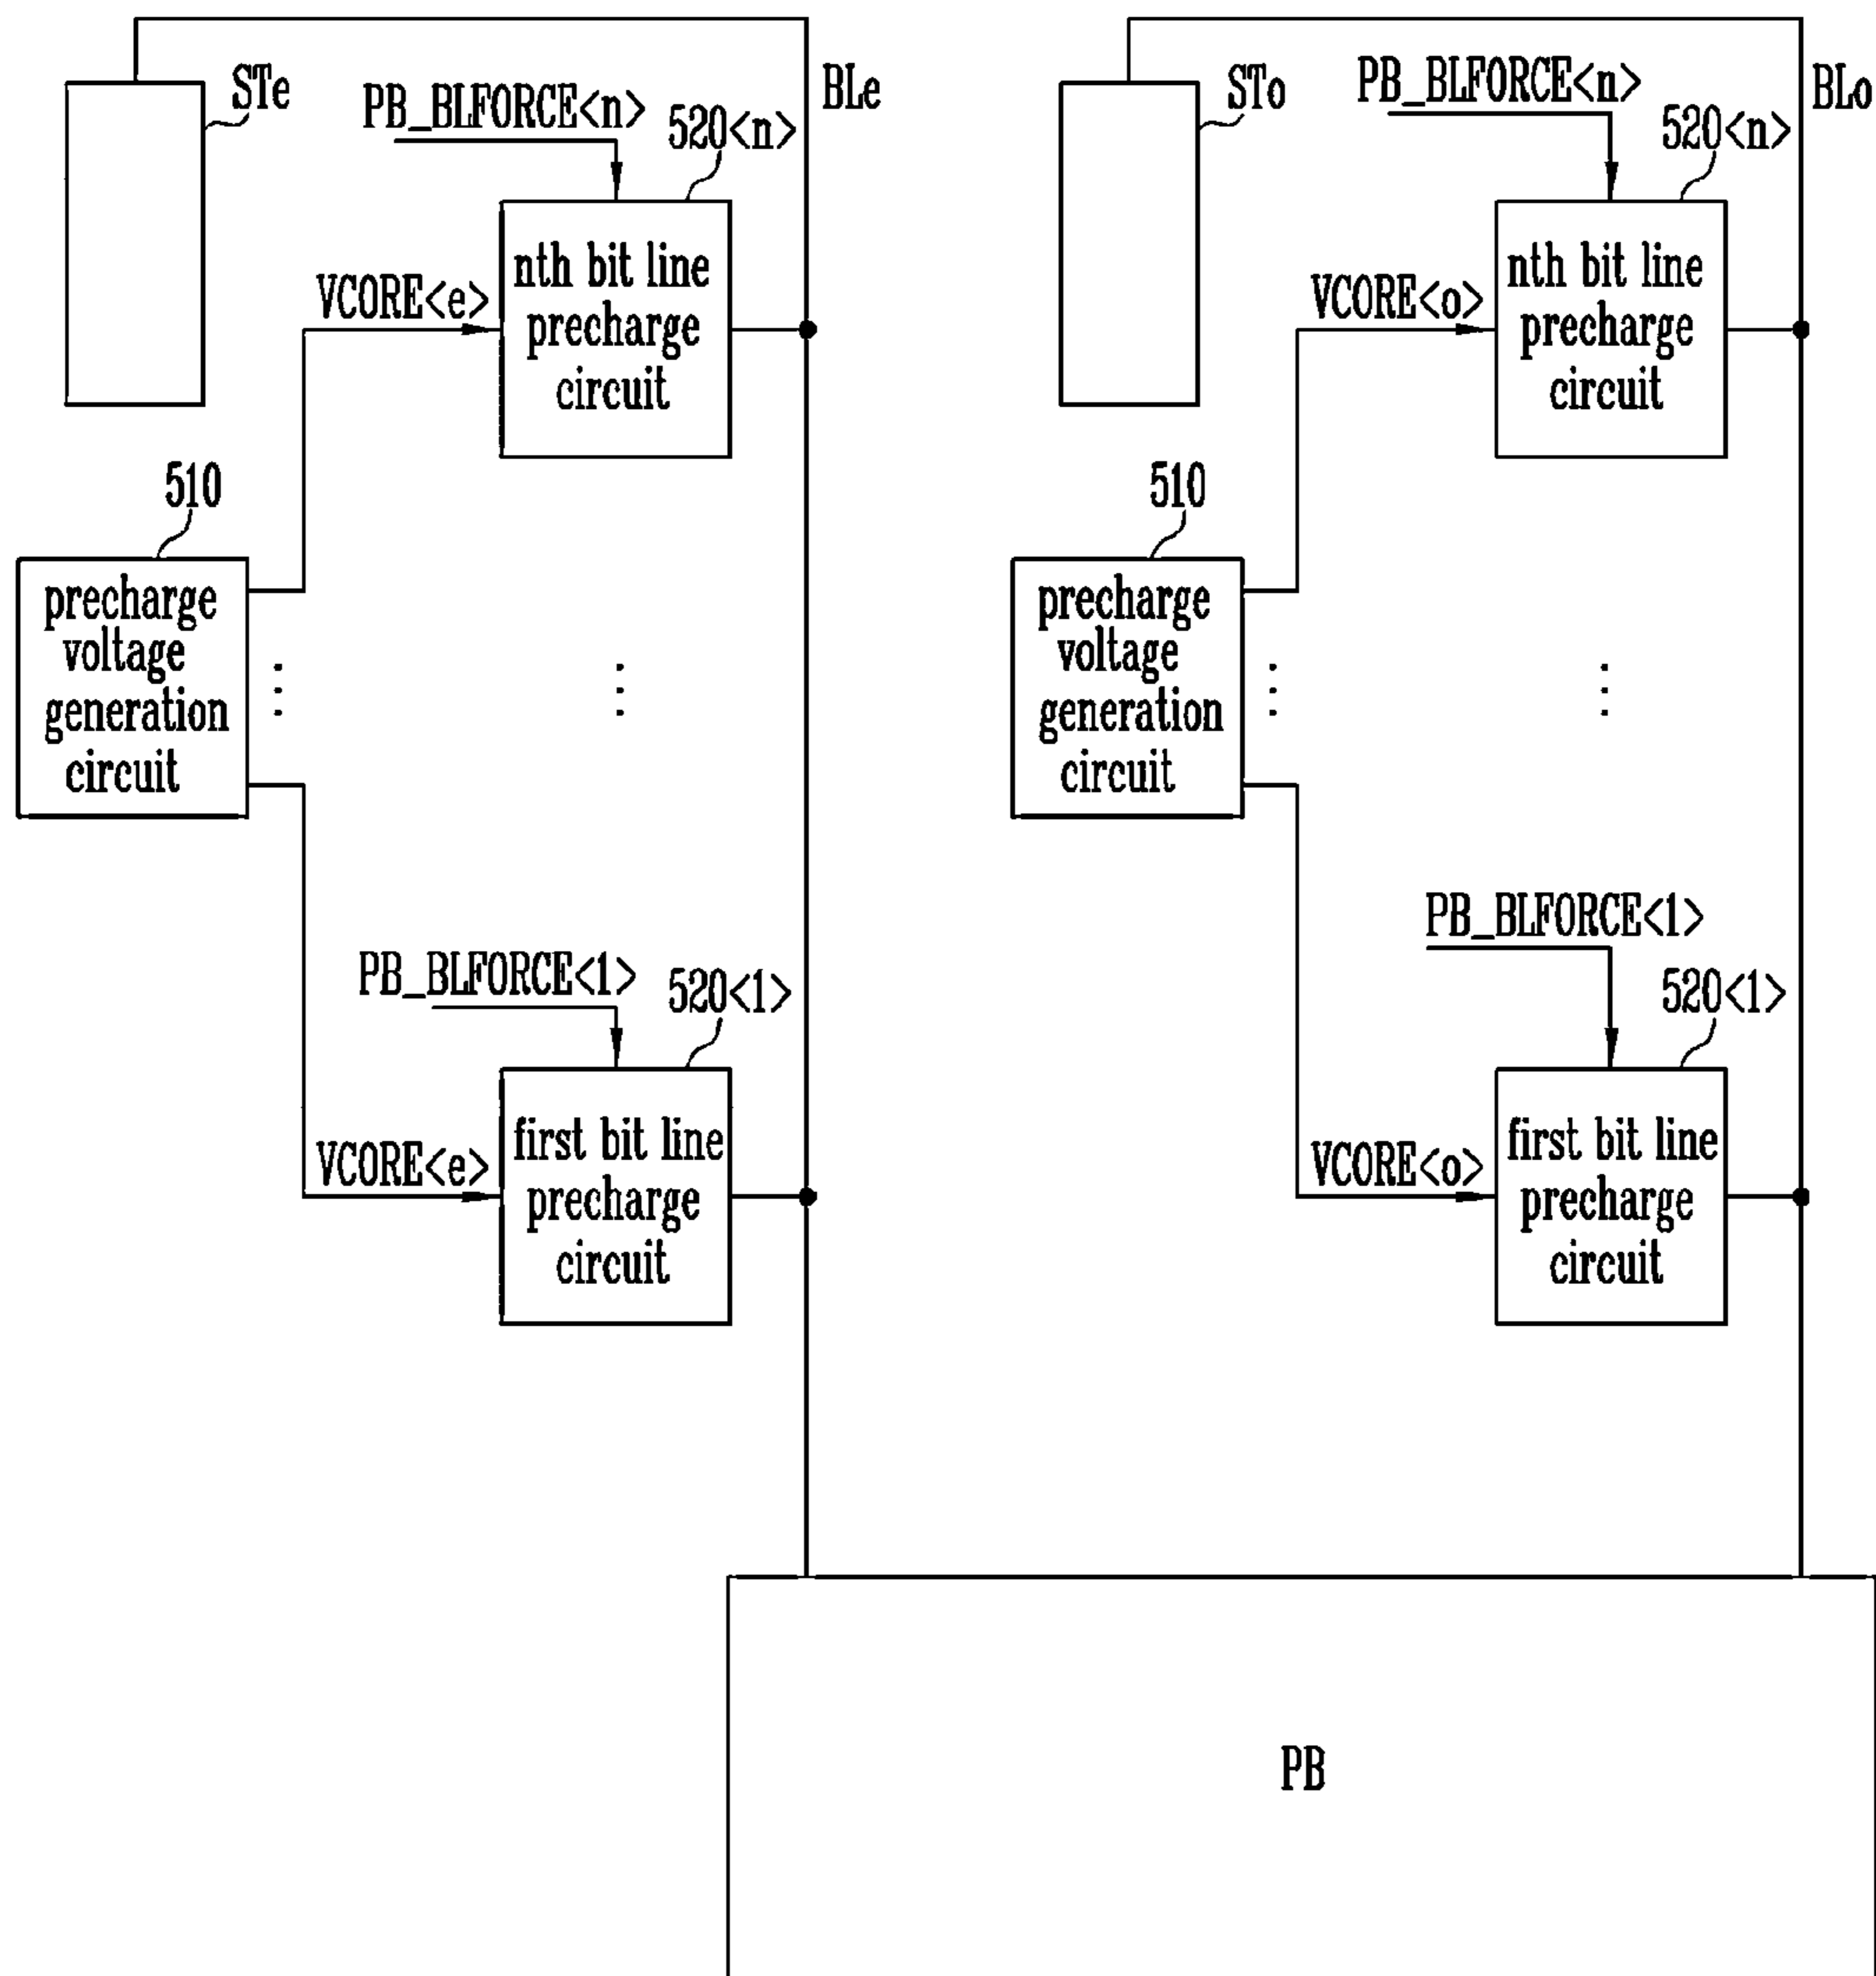 STe
PB_BLFORCE<n>
520<n>
BLe
VCORE<e>
nth bit line
precharge
circuit
510
precharge
voltage
generation
circuit
PB_BLFORCE<1>
520<1>
VCORE<e>
first bit line
precharge
circuit
STo
PB_BLFORCE<n>
520<n>
BLo
VCORE<o>
nth bit line
precharge
circuit
510
precharge
voltage
generation
circuit
PB_BLFORCE<1>
520<1>
VCORE<o>
first bit line
precharge
circuit
PB